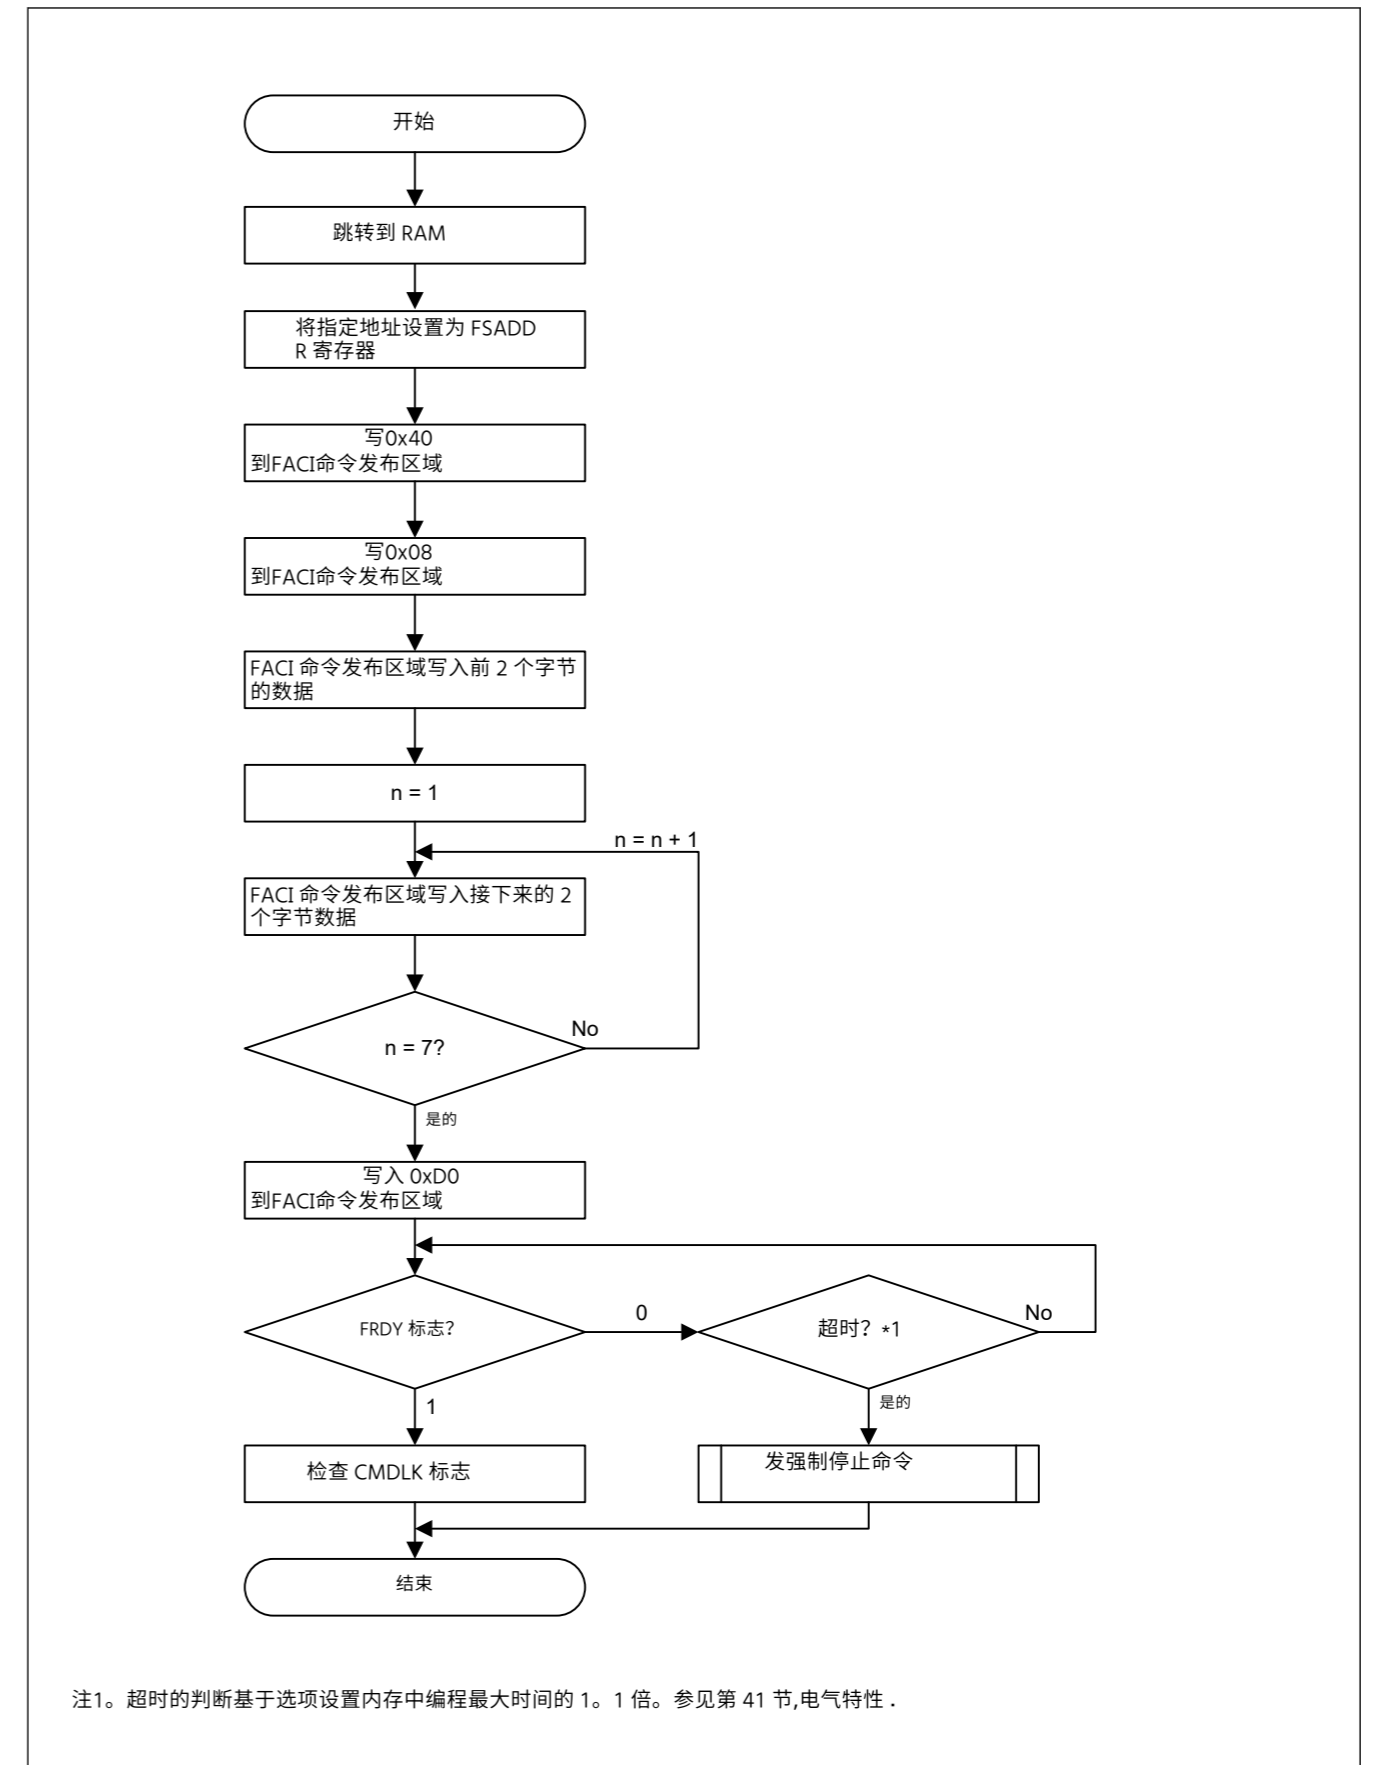 开始
跳转到 RAM
将指定地址设置为 FSADD
R 寄存器
写0x40
到FACI命令发布区域
写0x08
到FACI命令发布区域
FACI 命令发布区域写入前 2 个字节
的数据
n = 1
n = n + 1
FACI 命令发布区域写入接下来的 2
个字节数据
No
n = 7?
是的
写入 0xD0
到FACI命令发布区域
0
No
FRDY 标志?
超时? *1
1
是的
检查 CMDLK 标志
发强制停止命令
结束
注1。超时的判断基于选项设置内存中编程最大时间的 1。1 倍。参见第 41 节,电气特性 .